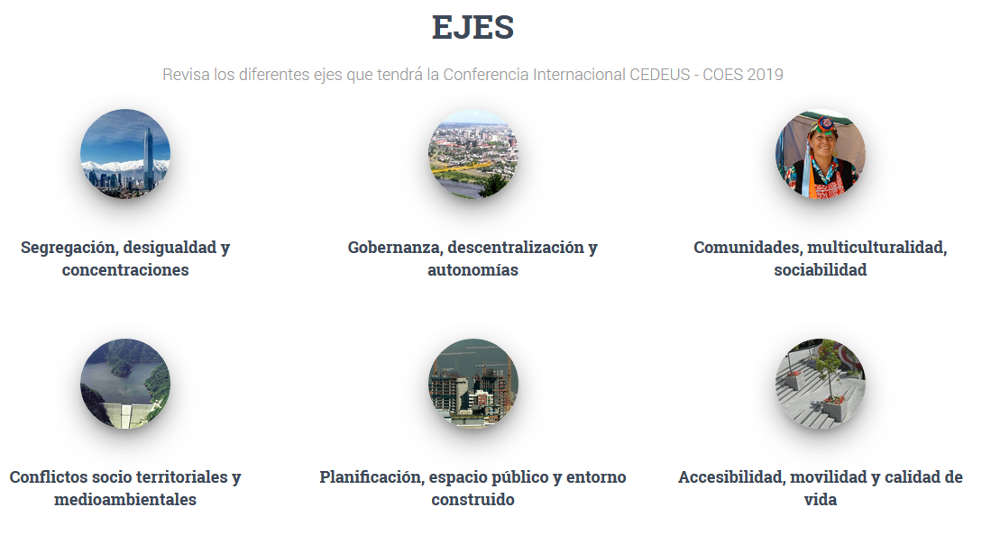 EJES
Revisa los diferentes ejes que tendrá la Conferencia Internacional CEDEUS - COES 2019
Segregación, desigualdad y
concentraciones
Gobernanza, descentralización y
autonomías
Comunidades, multiculturalidad,
sociabilidad
Conflictos socio territoriales y
medioambientales
Planificación, espacio público y entorno
construido
Accesibilidad, movilidad y calidad de
vida